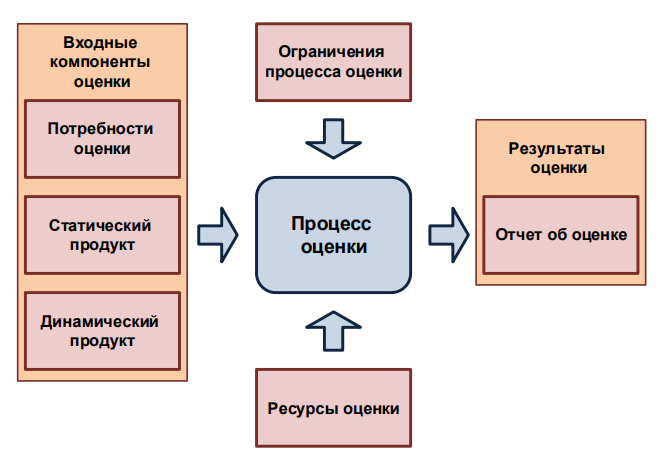 Входные
компоненты
оценки
Потребности
оценки
Статический
продукт
Динамический
продукт
Ограничения
процесса оценки
Процесс
оценки
Ресурсы оценки
Результаты
оценки
Отчет об оценке